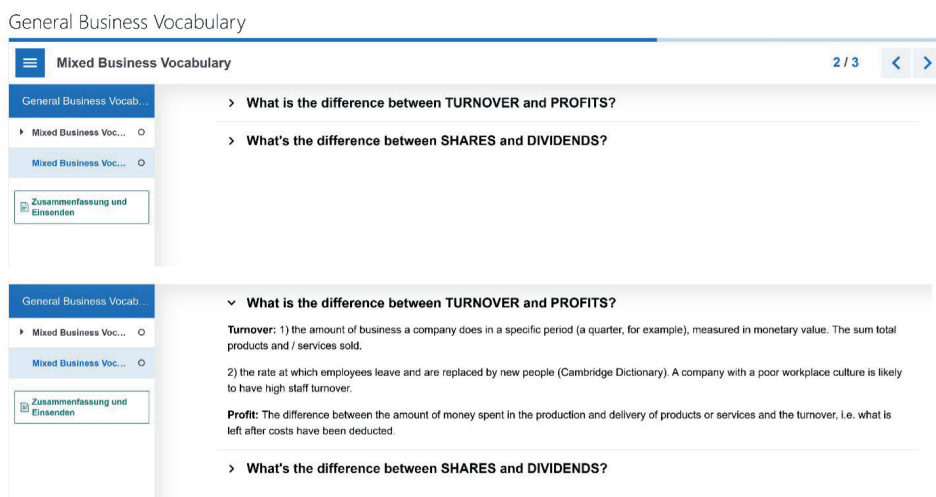 General Business Vocabulary
Mixed Business Vocabulary
2 / 3
General Business Vocab...
Mixed Business Voc...
Mixed Business Voc...
Zusammenfassung und
Einsenden
What is the difference between TURNOVER and PROFITS?
What's the difference between SHARES and DIVIDENDS?
General Business Vocab...
Mixed Business Voc...
Mixed Business Voc...
Zusammenfassung und
Einsenden
What is the difference between TURNOVER and PROFITS?
Turnover: 1) the amount of business a company does in a specific period (a quarter, for example), measured in monetary value. The sum total
products and / services sold.
2) the rate at which employees leave and are replaced by new people (Cambridge Dictionary). A company with a poor workplace culture is likely
to have high staff turnover.
Profit: The difference between the amount of money spent in the production and delivery of products or services and the turnover, i.e. what is
left after costs have been deducted.
What's the difference between SHARES and DIVIDENDS?